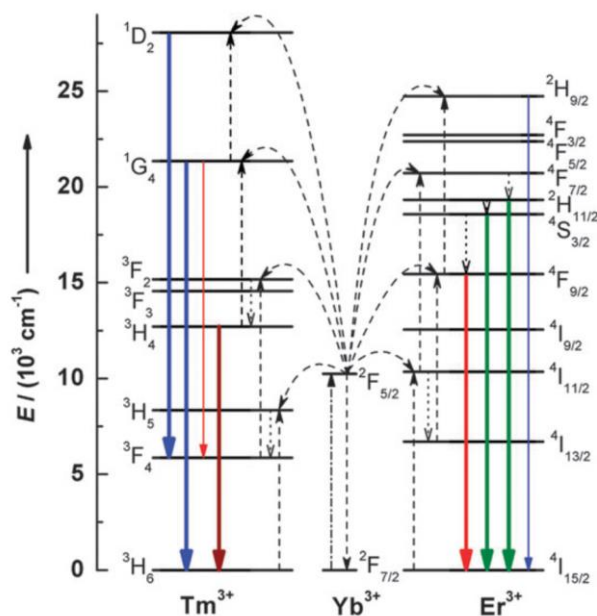 E / (10³ cm⁻¹)
25
20
15
10
5
0
¹D₂
¹G₄
³F₂
³F₃
³H₄
³H₅
³F₄
³H₆
Tm³⁺
²F₅/₂
²F₇/₂
Yb³⁺
²H₉/₂
⁴F₃/₂
⁴F₅/₂
⁴F₇/₂
²H₁₁/₂
⁴S₃/₂
⁴F₉/₂
⁴I₉/₂
⁴I₁₁/₂
⁴I₁₃/₂
⁴I₁₅/₂
Er³⁺